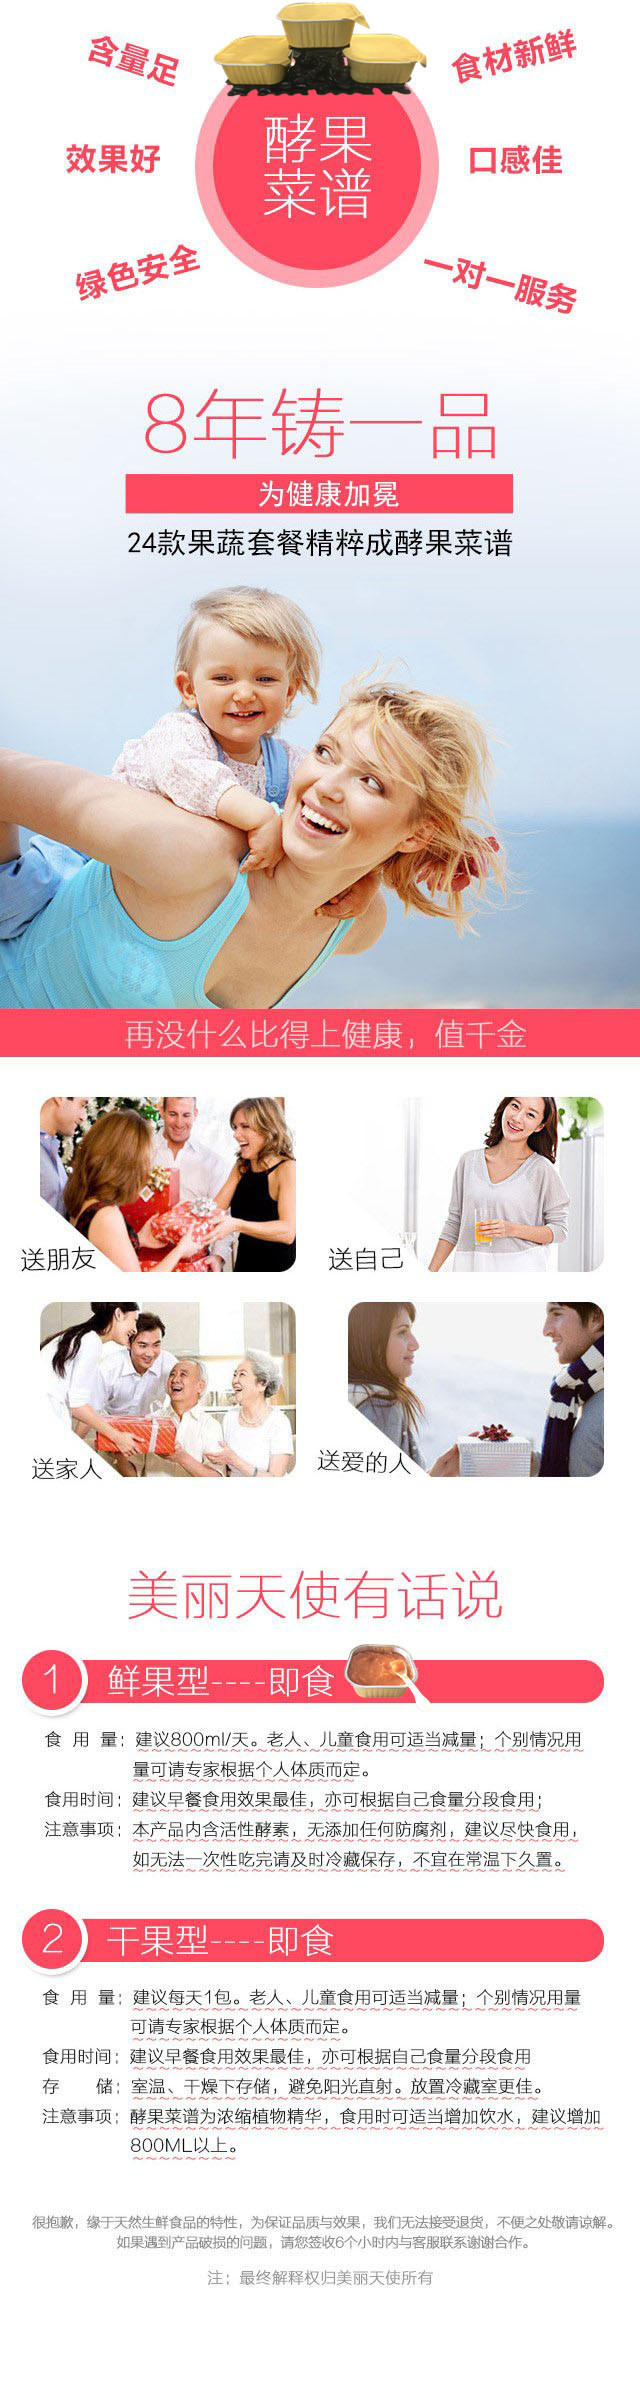 含量足
食材新鲜
酵果
菜谱
效果好
口感佳
绿色安全
一对一服务
8年铸一品
为健康加冕
24款果蔬套餐精粹成酵果菜谱
再没什么比得上健康，值千金
送朋友
送自己
送家人
送爱的人
美丽天使有话说
1 鲜果型----即食
食 用 量：建议800ml/天。老人、儿童食用可适当减量；个别情况用
量可请专家根据个人体质而定。
食用时间：建议早餐食用效果最佳，亦可根据自己食量分段食用；
注意事项：本产品内含活性酵素，无添加任何防腐剂，建议尽快食用，
如无法一次性吃完请及时冷藏保存，不宜在常温下久置。
2 干果型----即食
食 用 量：建议每天1包。老人、儿童食用可适当减量；个别情况用量
可请专家根据个人体质而定。
食用时间：建议早餐食用效果最佳，亦可根据自己食量分段食用
存 储：室温、干燥下存储，避免阳光直射。放置冷藏室更佳。
注意事项：酵果菜谱为浓缩植物精华，食用时可适当增加饮水，建议增加
800ML以上。
很抱歉，缘于天然生鲜食品的特性，为保证品质与效果，我们无法接受退货，不便之处敬请谅解。
如果遇到产品破损的问题，请您签收6个小时内与客服联系谢谢合作。
注：最终解释权归美丽天使所有